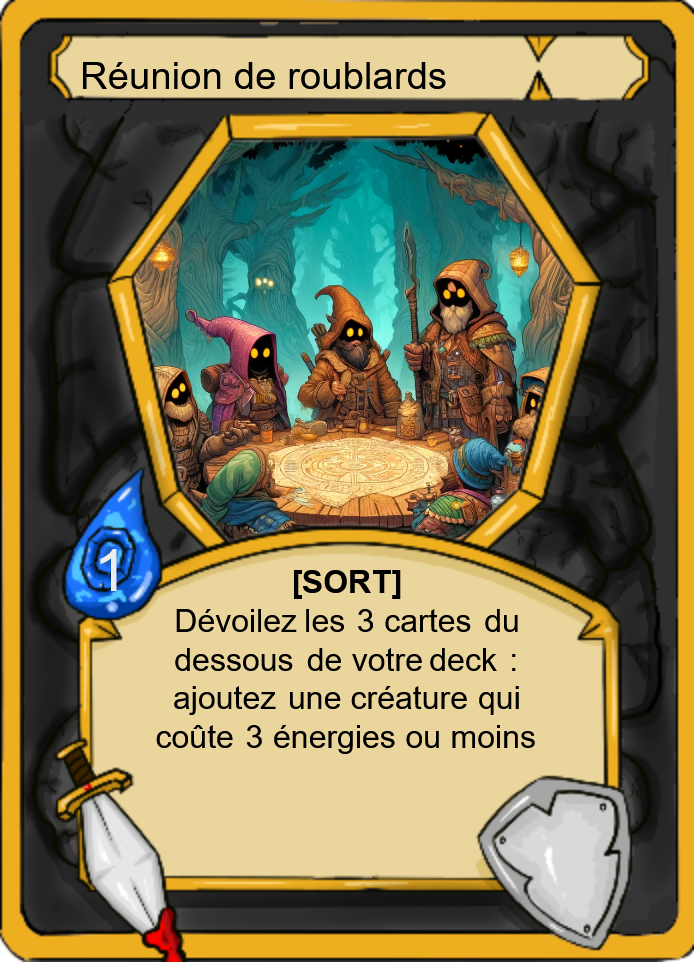 Réunion de roublards
1
[SORT]
Dévoilez les 3 cartes du
dessous de votre deck :
ajoutez une créature qui
coûte 3 énergies ou moins